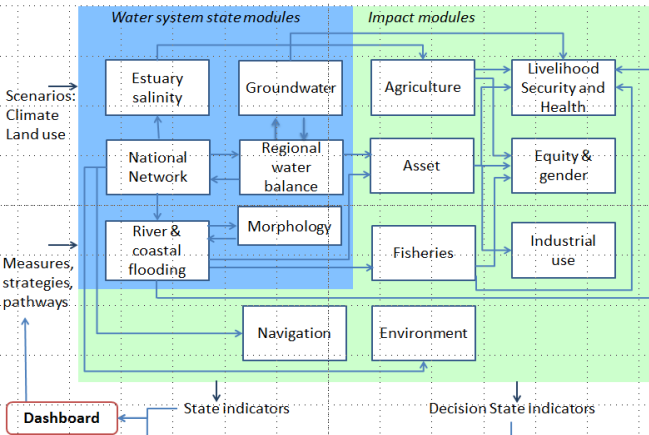 Water system state modules
Impact modules
Estuary
salinity
Groundwater
Agriculture
Livelihood
Security and
Health
Scenarios:
Climate
Land use
National
Network
Regional
water
balance
Asset
Equity &
gender
River &
coastal
flooding
Morphology
Fisheries
Industrial
use
Measures,
strategies,
pathways
Navigation
Environment
Dashboard
State indicators
Decision State Indicators